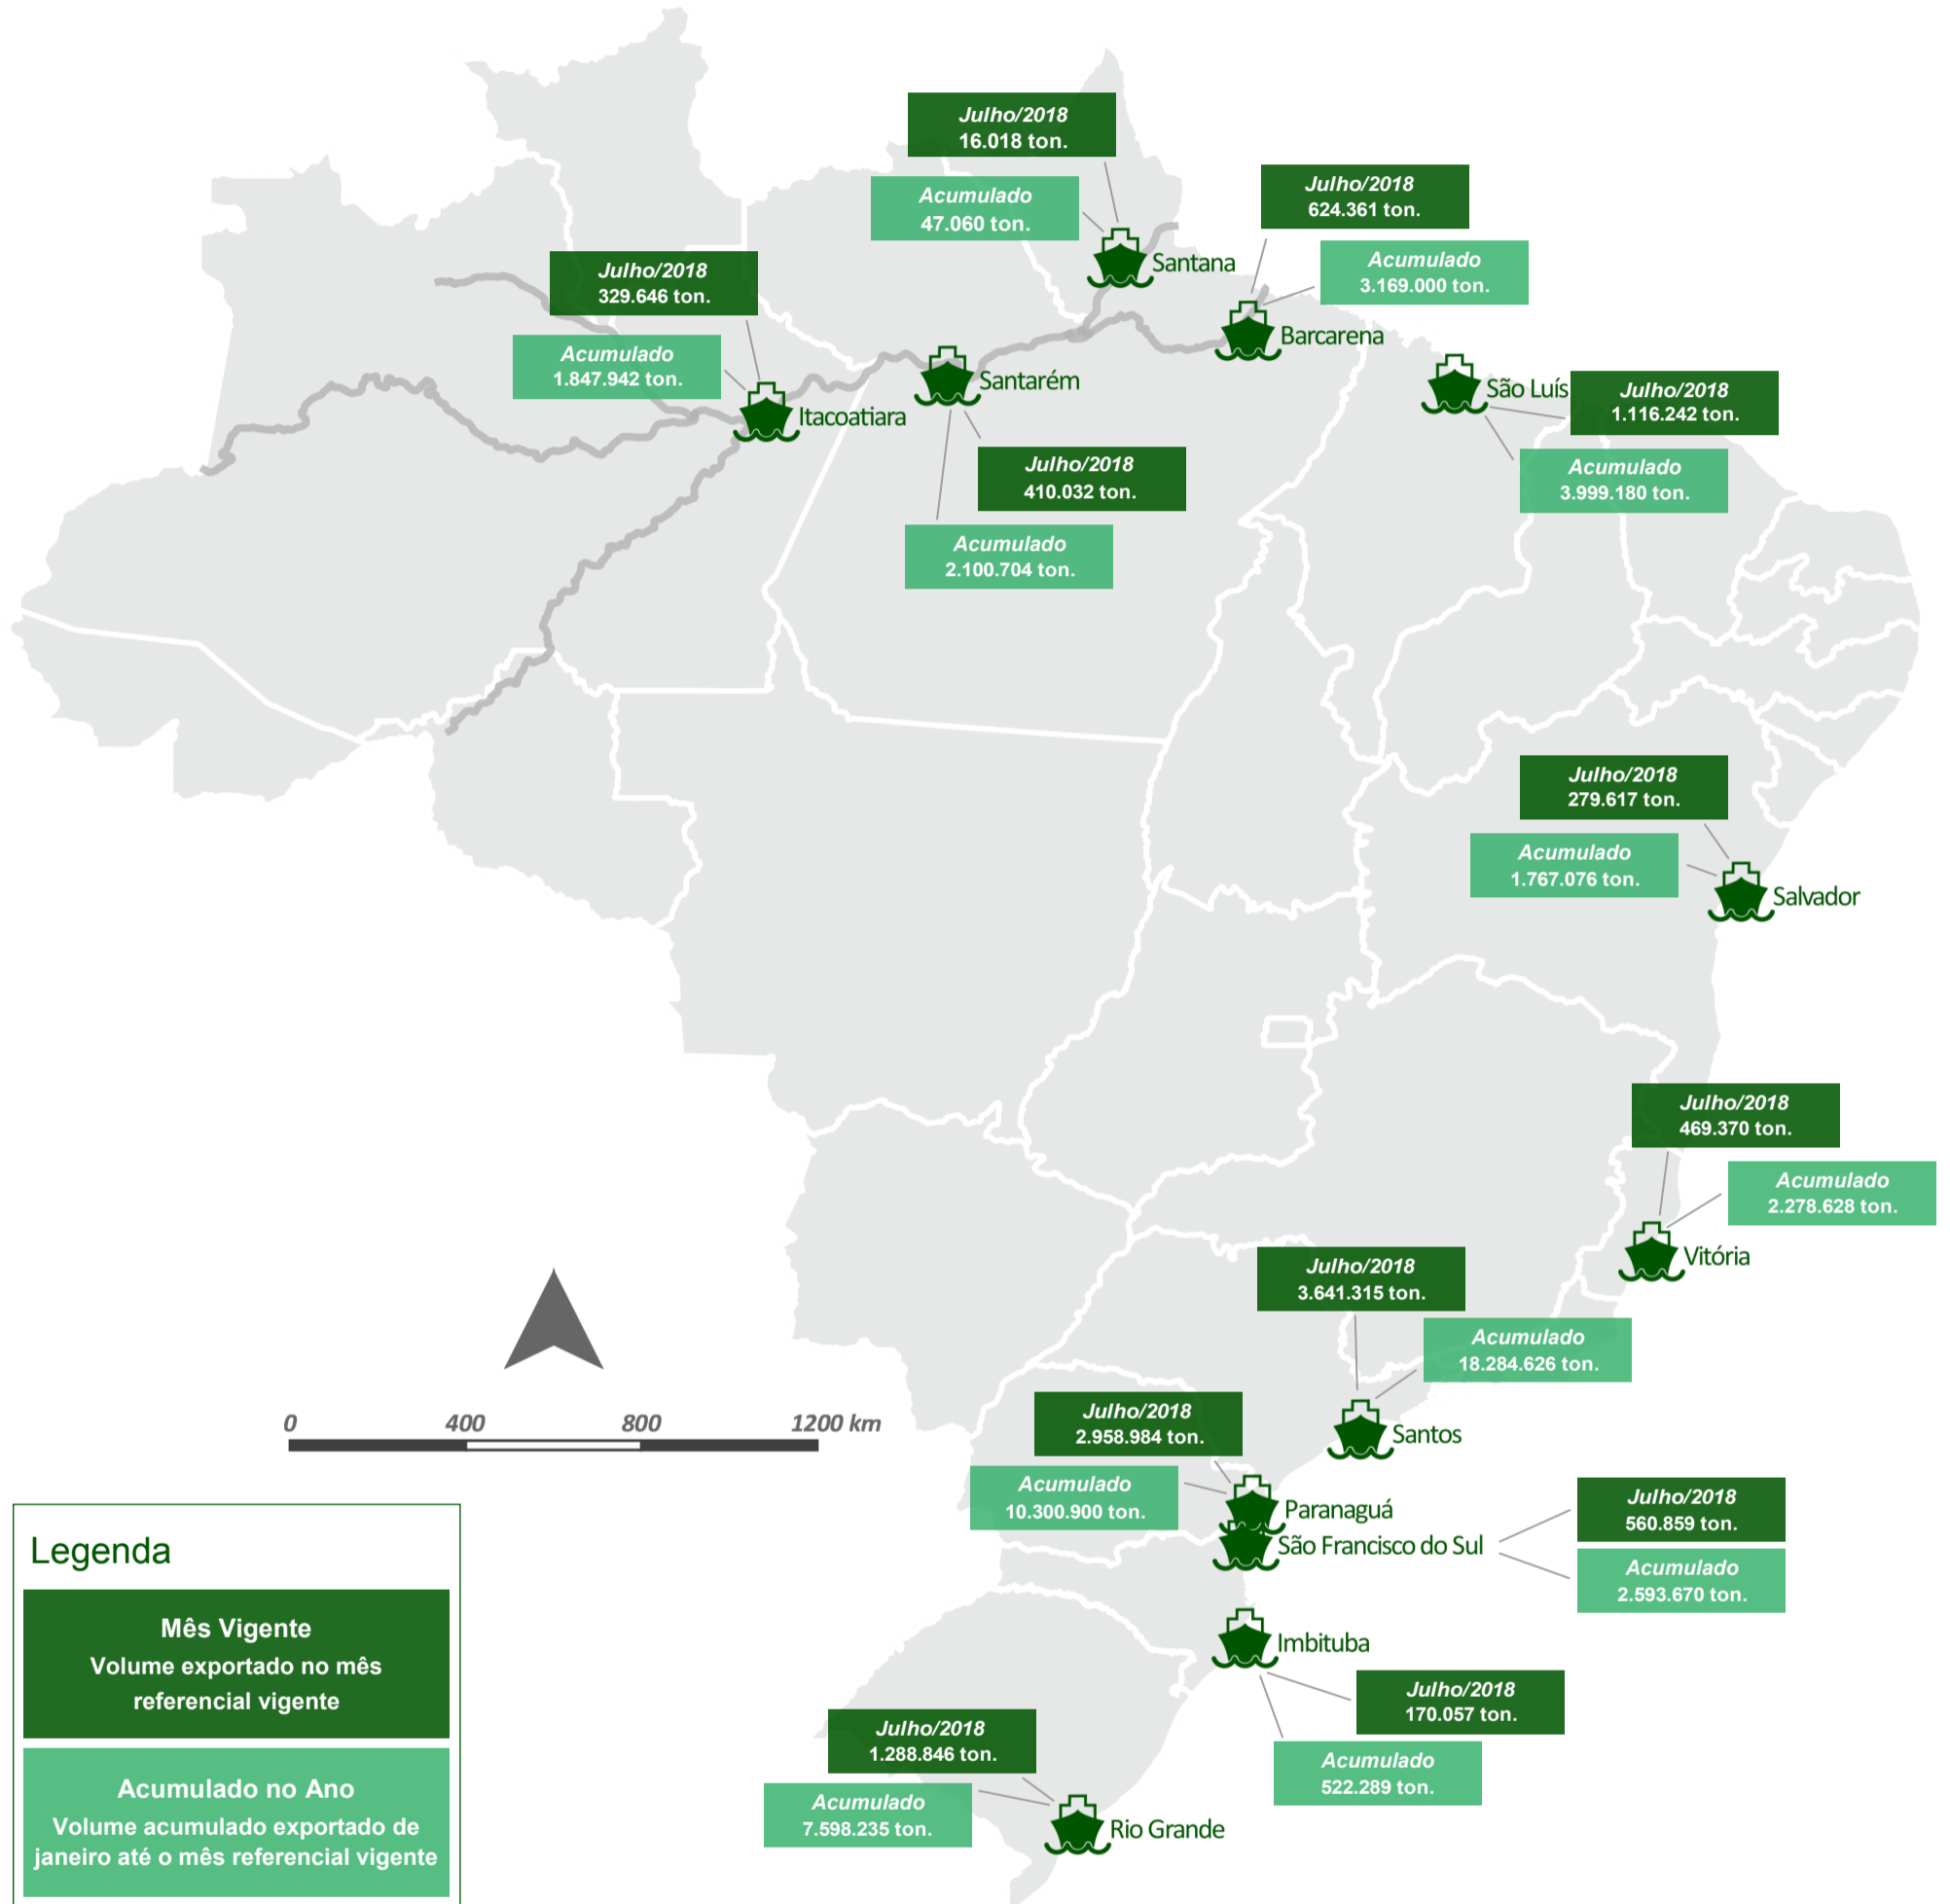 Julho/2018
16.018 ton.
Acumulado
47.060 ton.
Santana
Julho/2018
624.361 ton.
Acumulado
3.169.000 ton.
Barcarena
Julho/2018
329.646 ton.
Acumulado
1.847.942 ton.
Itacoatiara
Santarém
Julho/2018
410.032 ton.
Acumulado
2.100.704 ton.
São Luís
Julho/2018
1.116.242 ton.
Acumulado
3.999.180 ton.
Julho/2018
279.617 ton.
Acumulado
1.767.076 ton.
Salvador
Julho/2018
469.370 ton.
Acumulado
2.278.628 ton.
Vitória
Julho/2018
3.641.315 ton.
Acumulado
18.284.626 ton.
Santos
Julho/2018
2.958.984 ton.
Acumulado
10.300.900 ton.
Paranaguá
São Francisco do Sul
Julho/2018
560.859 ton.
Acumulado
2.593.670 ton.
Imbituba
Julho/2018
170.057 ton.
Acumulado
522.289 ton.
Julho/2018
1.288.846 ton.
Acumulado
7.598.235 ton.
Rio Grande
0 400 800 1200 km
Legenda
Mês Vigente
Volume exportado no mês
referencial vigente
Acumulado no Ano
Volume acumulado exportado de
janeiro até o mês referencial vigente